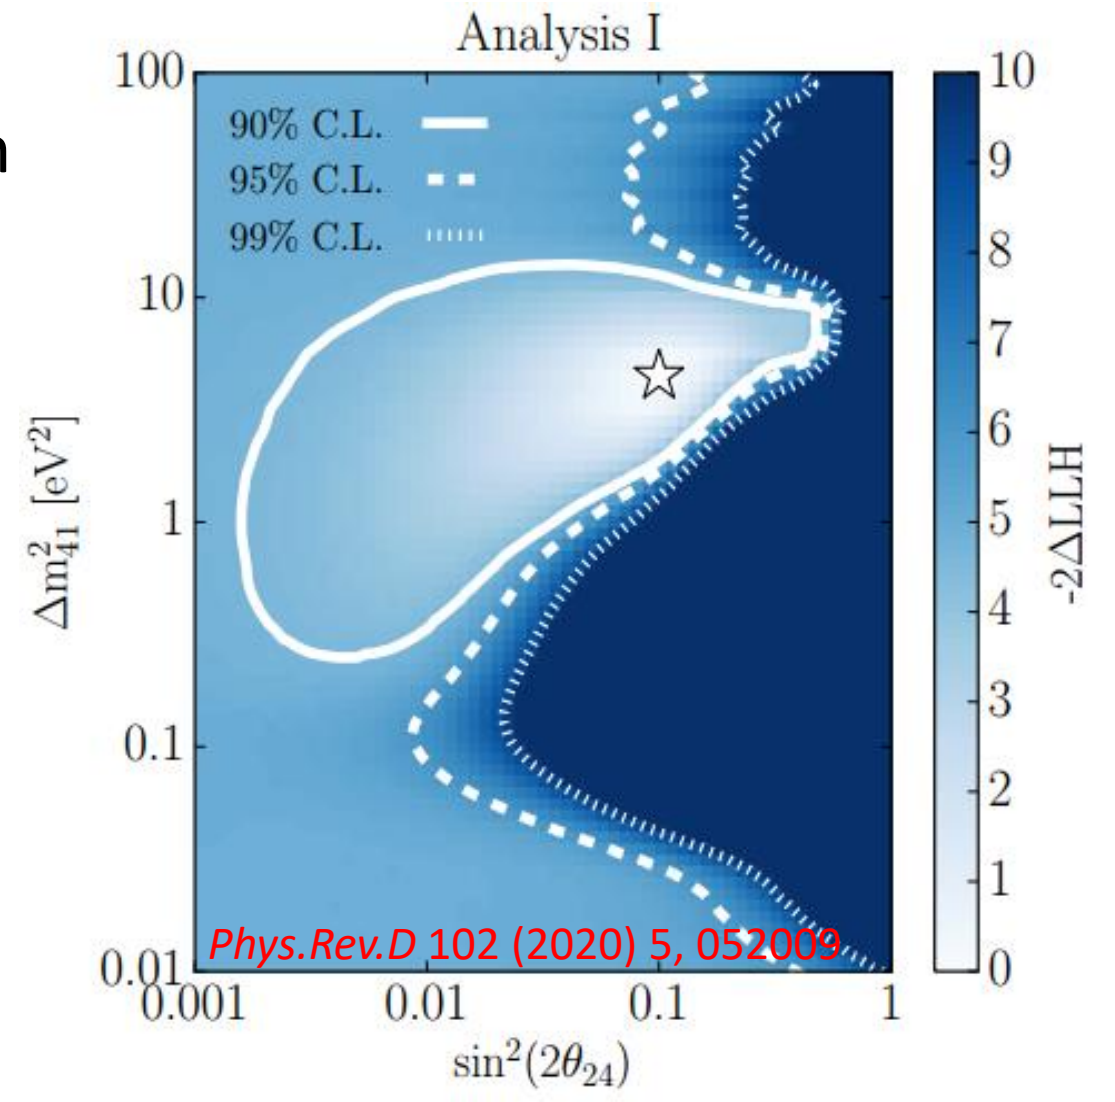 Analysis I
n
100
10
1
0.1
0.01
90% C.L.
95% C.L.
99% C.L.
Δm²₄₁ [eV²]
Phys.Rev.D 102 (2020) 5, 052009
0.001 0.01 0.1 1
sin²(2θ₂₄)
10
9
8
7
6
5
4
3
2
1
0
-2ΔLLH